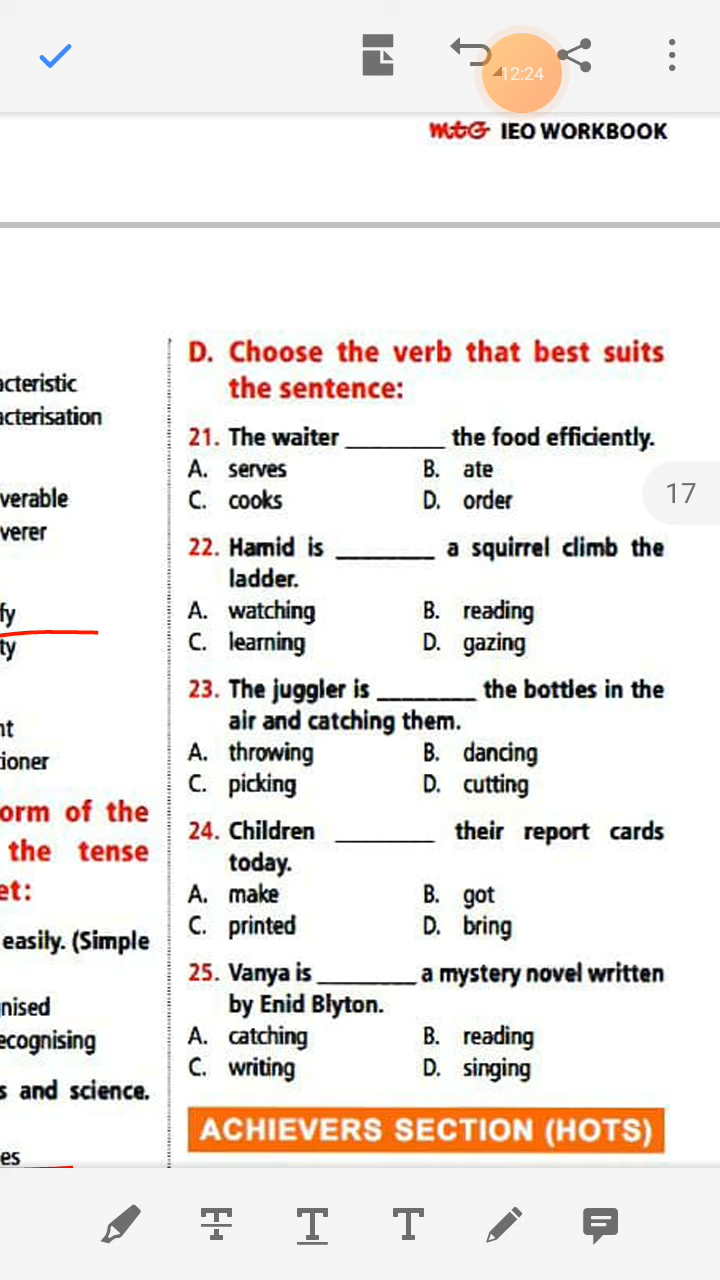 12:24
mtG IEO WORKBOOK
17
acteristic
acterisation
verable
verer
fy
ty
nt
tioner
orm of the
the tense
et:
easily. (Simple
gnised
ecognising
s and science.
es
D. Choose the verb that best suits
the sentence:
21. The waiter ________ the food efficiently.
A. serves B. ate
C. cooks D. order
22. Hamid is ________ a squirrel climb the
ladder.
A. watching B. reading
C. learning D. gazing
23. The juggler is ________ the bottles in the
air and catching them.
A. throwing B. dancing
C. picking D. cutting
24. Children ________ their report cards
today.
A. make B. got
C. printed D. bring
25. Vanya is ________ a mystery novel written
by Enid Blyton.
A. catching B. reading
C. writing D. singing
ACHIEVERS SECTION (HOTS)
T T T